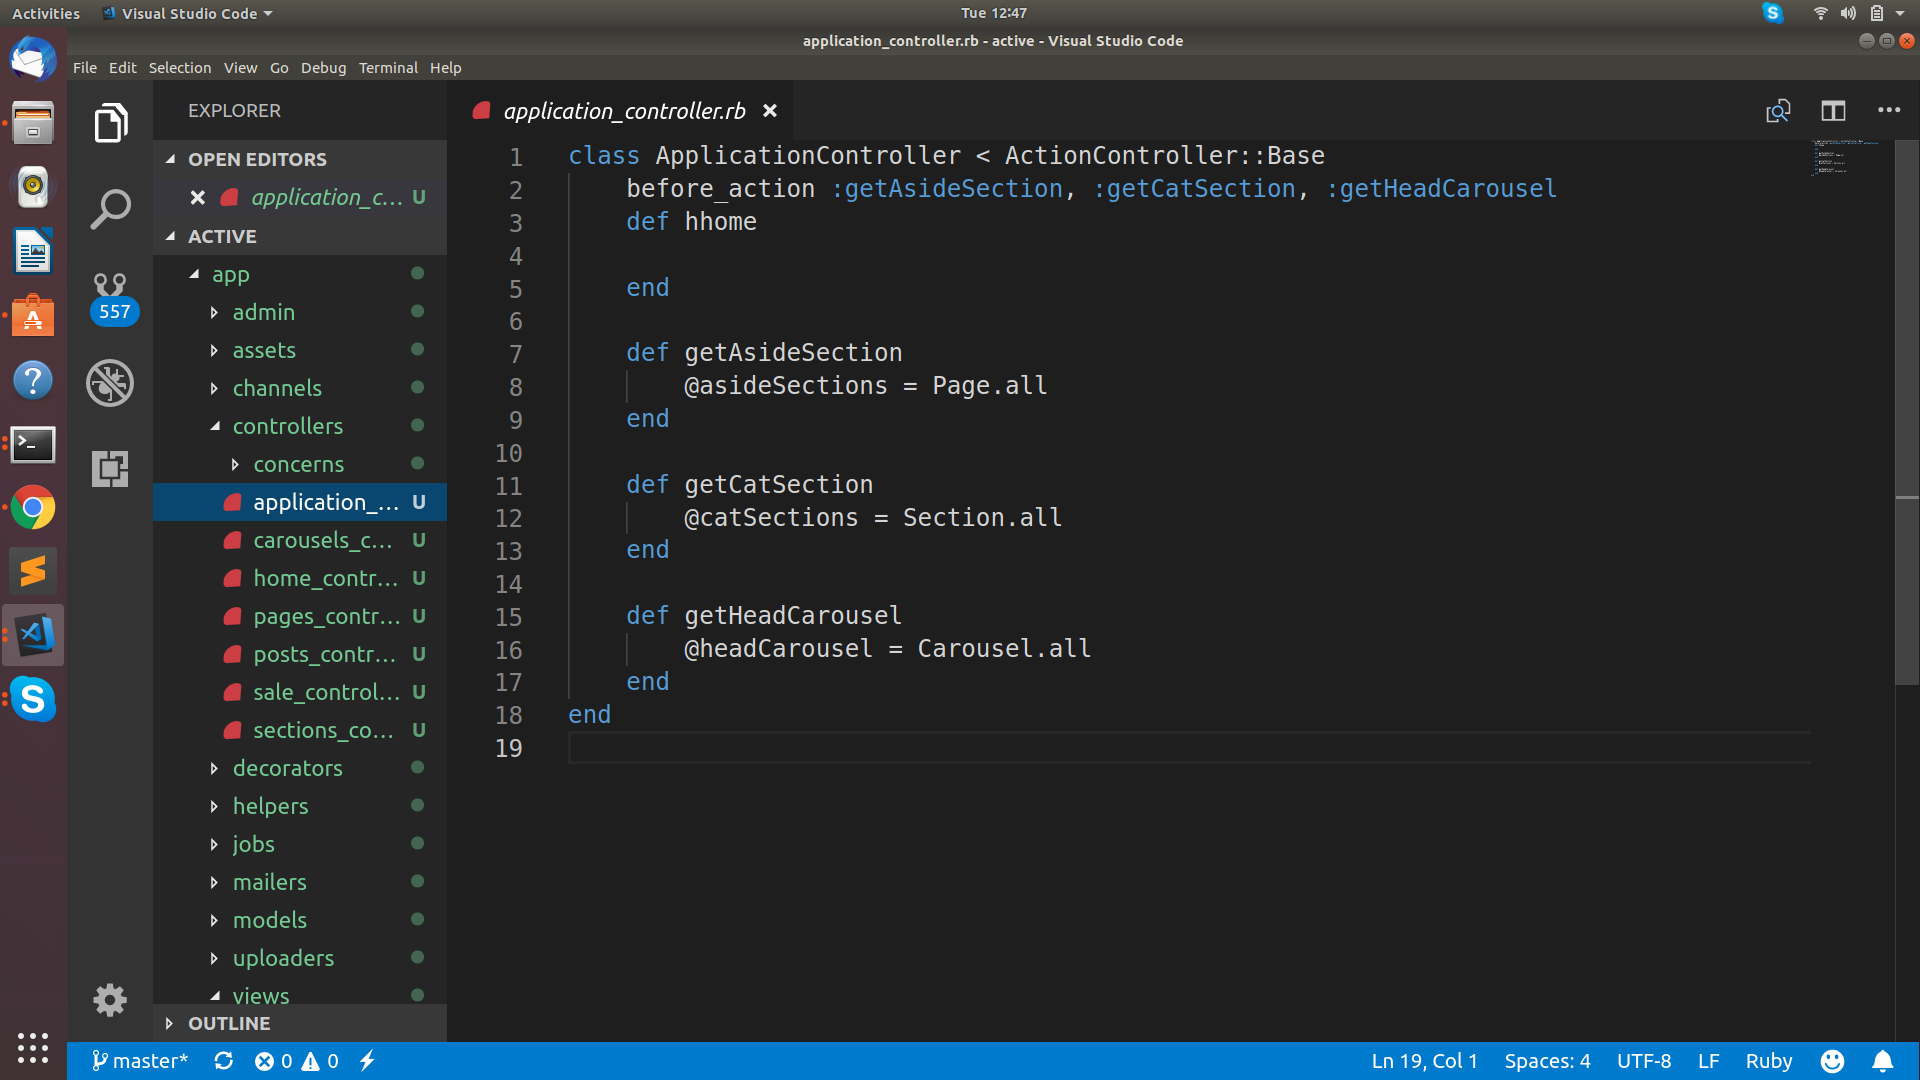 Activities
Visual Studio Code
Tue 12:47
application_controller.rb - active - Visual Studio Code
File Edit Selection View Go Debug Terminal Help
EXPLORER
OPEN EDITORS
application_c... U
ACTIVE
app
admin
assets
channels
controllers
concerns
application_... U
carousels_c... U
home_contr... U
pages_contr... U
posts_contr... U
sale_control... U
sections_co... U
decorators
helpers
jobs
mailers
models
uploaders
views
OUTLINE
557
application_controller.rb
1 class ApplicationController < ActionController::Base
2 before_action :getAsideSection, :getCatSection, :getHeadCarousel
3 def hhome
4
5 end
6
7 def getAsideSection
8 @asideSections = Page.all
9 end
10
11 def getCatSection
12 @catSections = Section.all
13 end
14
15 def getHeadCarousel
16 @headCarousel = Carousel.all
17 end
18 end
19
master* 0 0
Ln 19, Col 1 Spaces: 4 UTF-8 LF Ruby